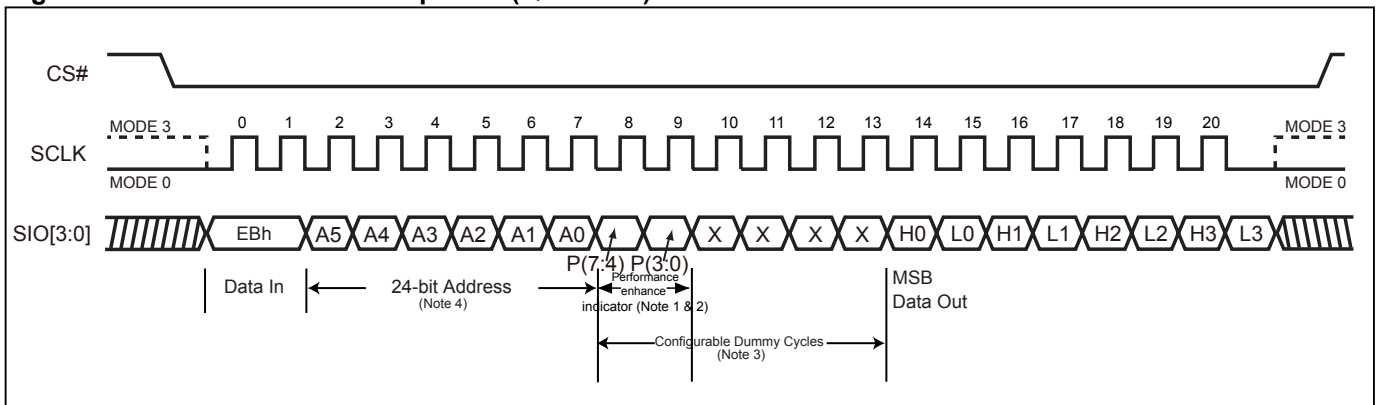 CS#
MODE 3
0 1 2 3 4 5 6 7 8 9 10 11 12 13 14 15 16 17 18 19 20
MODE 3
SCLK
MODE 0
MODE 0
SIO[3:0]
EBh A5 A4 A3 A2 A1 A0 X X X X H0 L0 H1 L1 H2 L2 H3 L3
P(7:4) P(3:0)
Data In
24-bit Address
(Note 4)
Performance
enhance
indicator (Note 1 & 2)
MSB
Data Out
Configurable Dummy Cycles
(Note 3)